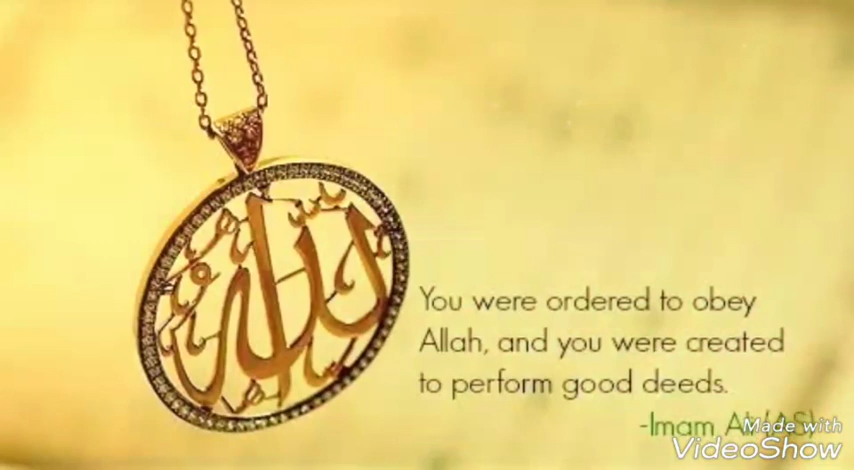 الله
You were ordered to obey
Allah, and you were created
to perform good deeds.
-Imam Ali (AS)
Made with
VideoShow